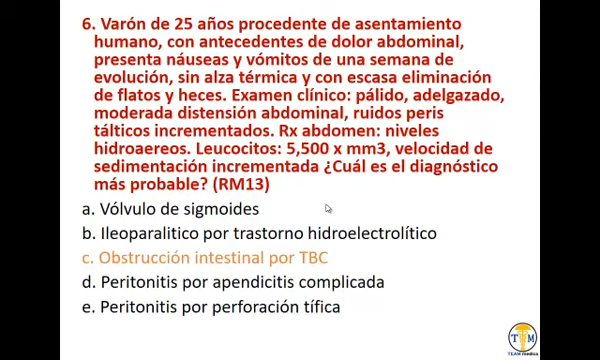 6. Varón de 25 años procedente de asentamiento
humano, con antecedentes de dolor abdominal,
presenta náuseas y vómitos de una semana de
evolución, sin alza térmica y con escasa eliminación
de flatos y heces. Examen clínico: pálido, adelgazado,
moderada distensión abdominal, ruidos peris
tálticos incrementados. Rx abdomen: niveles
hidroaereos. Leucocitos: 5,500 x mm3, velocidad de
sedimentación incrementada ¿Cuál es el diagnóstico
más probable? (RM13)
a. Vólvulo de sigmoides
b. Ileoparalitico por trastorno hidroelectrolítico
c. Obstrucción intestinal por TBC
d. Peritonitis por apendicitis complicada
e. Peritonitis por perforación tífica
T M
TEAM medica